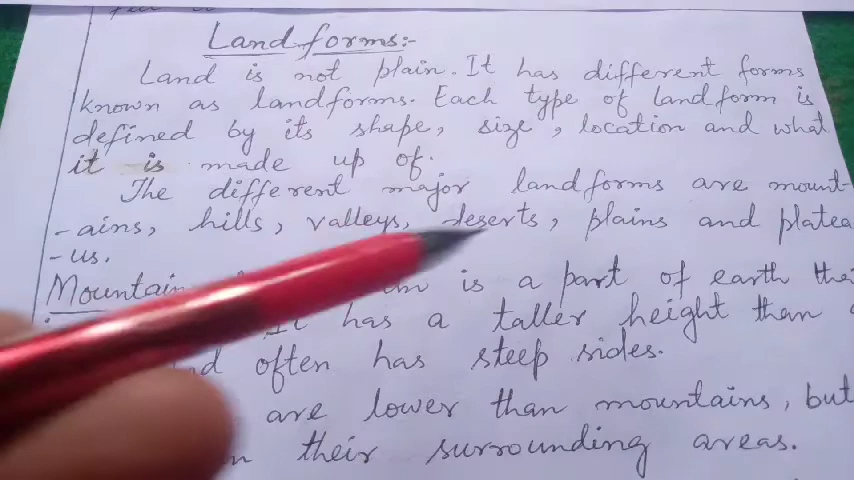 Landforms:-
Land is not plain. It has different forms
known as landforms. Each type of landform is
defined by its shape, size, location and what
it is made up of.
The different major landforms are mount-
-ains, hills, valleys, deserts, plains and platea
-us.
Mountain is a part of earth
It has a taller height than
often has steep sides.
are lower than mountains, but
their surrounding areas.